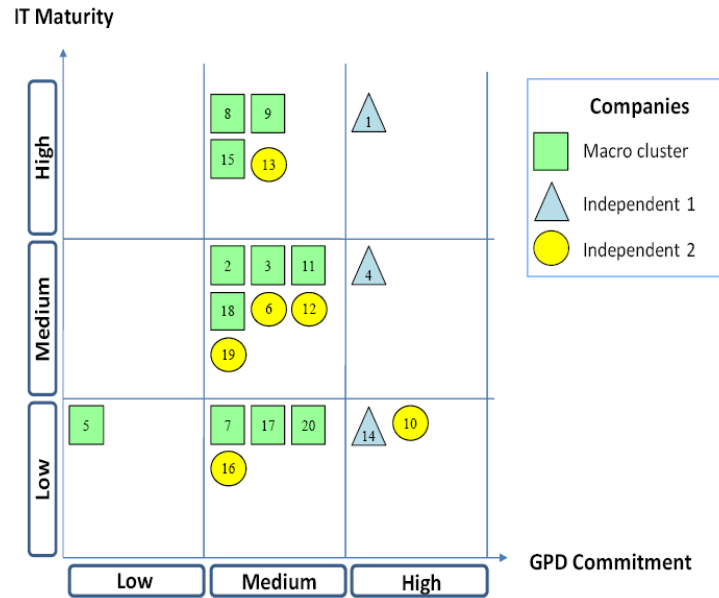 IT Maturity
High
8 9
15 13
1
Medium
2 3 11
18 6 12
19
4
Low
5
7 17 20
16
14 10
Low Medium High
GPD Commitment
Companies
Macro cluster
Independent 1
Independent 2